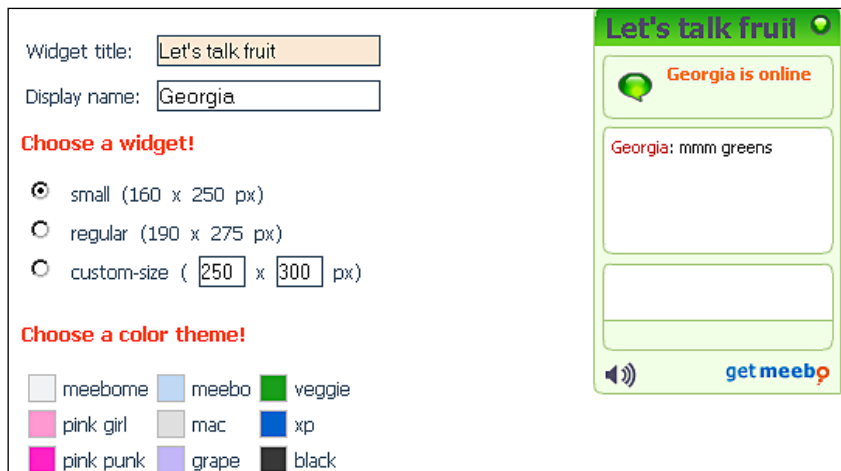 Widget title: Let's talk fruit
Display name: Georgia
Choose a widget!
small (160 x 250 px)
regular (190 x 275 px)
custom-size ( 250 x 300 px)
Choose a color theme!
meebome meebo veggie
pink girl mac xp
pink punk grape black
Let's talk fruit
Georgia is online
Georgia: mmm greens
get meebo